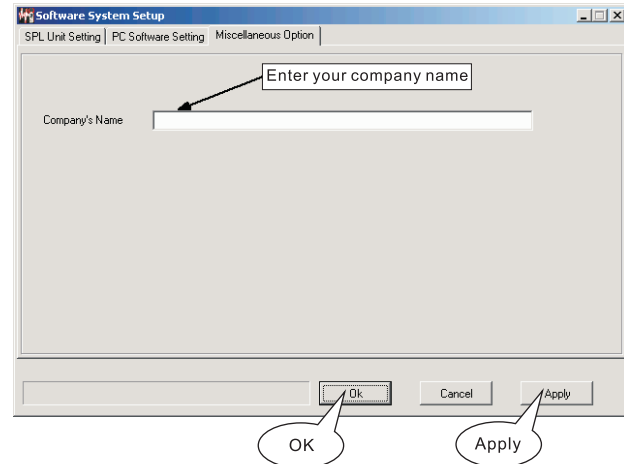 Software System Setup
SPL Unit Setting PC Software Setting Miscellaneous Option
Enter your company name
Company's Name
Ok Cancel Apply
OK Apply